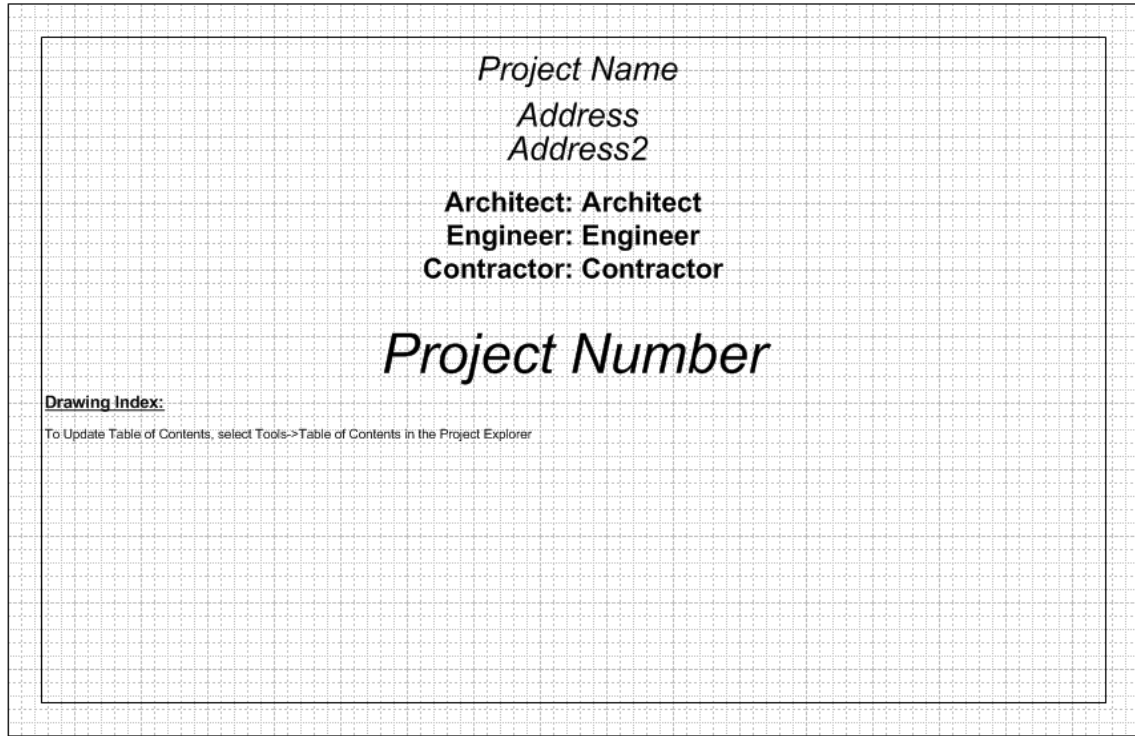 Project Name
Address
Address2
Architect: Architect
Engineer: Engineer
Contractor: Contractor
Project Number
Drawing Index:
To Update Table of Contents, select Tools->Table of Contents in the Project Explorer